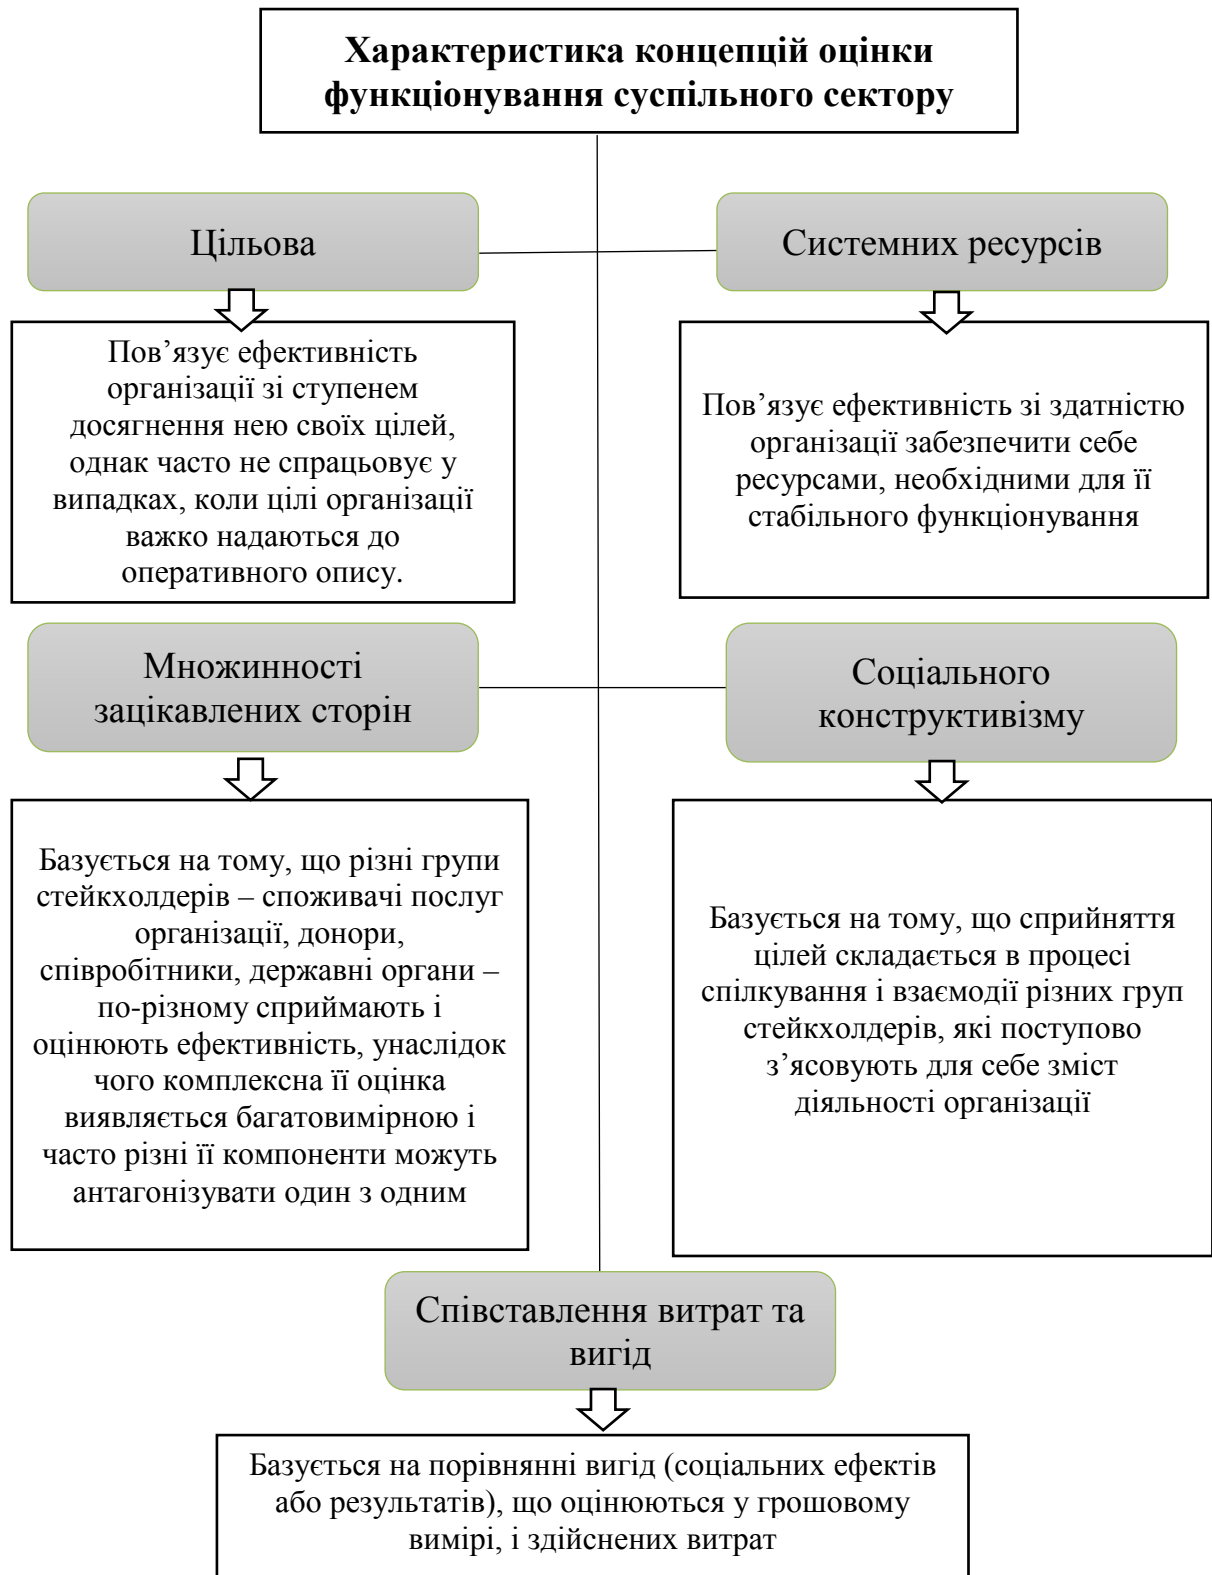 Характеристика концепцій оцінки
функціонування суспільного сектору
Цільова
Системних ресурсів
Пов’язує ефективність
організації зі ступенем
досягнення нею своїх цілей,
однак часто не спрацьовує у
випадках, коли цілі організації
важко надаються до
оперативного опису.
Пов’язує ефективність зі здатністю
організації забезпечити себе
ресурсами, необхідними для її
стабільного функціонування
Множинності
зацікавлених сторін
Соціального
конструктивізму
Базується на тому, що різні групи
стейкхолдерів – споживачі послуг
організації, донори,
співробітники, державні органи –
по-різному сприймають і
оцінюють ефективність, унаслідок
чого комплексна її оцінка
виявляється багатовимірною і
часто різні її компоненти можуть
антагонізувати один з одним
Базується на тому, що сприйняття
цілей складається в процесі
спілкування і взаємодії різних груп
стейкхолдерів, які поступово
з’ясовують для себе зміст
діяльності організації
Співставлення витрат та
вигід
Базується на порівнянні вигід (соціальних ефектів
або результатів), що оцінюються у грошовому
вимірі, і здійснених витрат